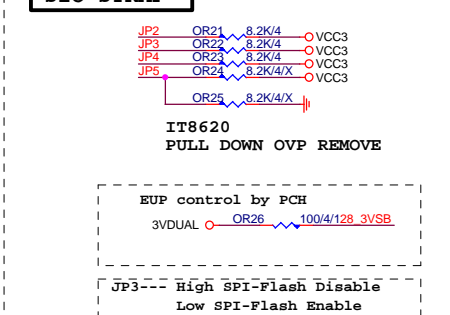 JP2 OR21 8.2K/4 VCC3
JP3 OR22 8.2K/4 VCC3
JP4 OR23 8.2K/4 VCC3
JP5 OR24 8.2K/4/X VCC3
OR25 8.2K/4/X
IT8620
PULL DOWN OVP REMOVE
EUP control by PCH
3VDUAL OR26 100/4/128_3VSB
JP3--- High SPI-Flash Disable
Low SPI-Flash Enable